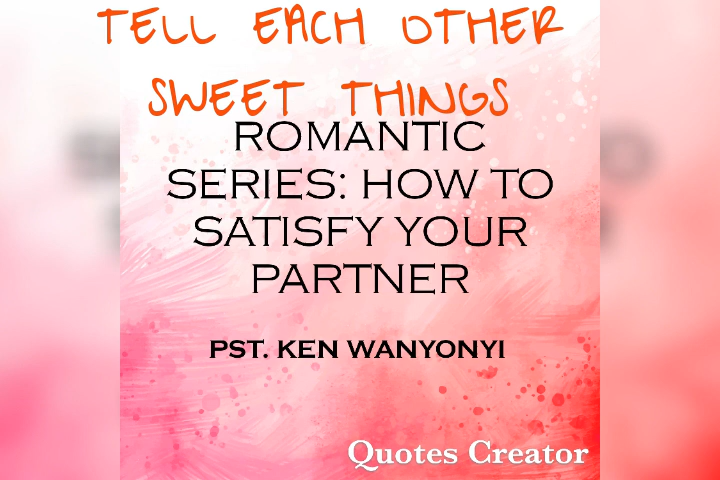 TELL EACH OTHER
SWEET THINGS
ROMANTIC
SERIES: HOW TO
SATISFY YOUR
PARTNER
PST. KEN WANYONYI
Quotes Creator